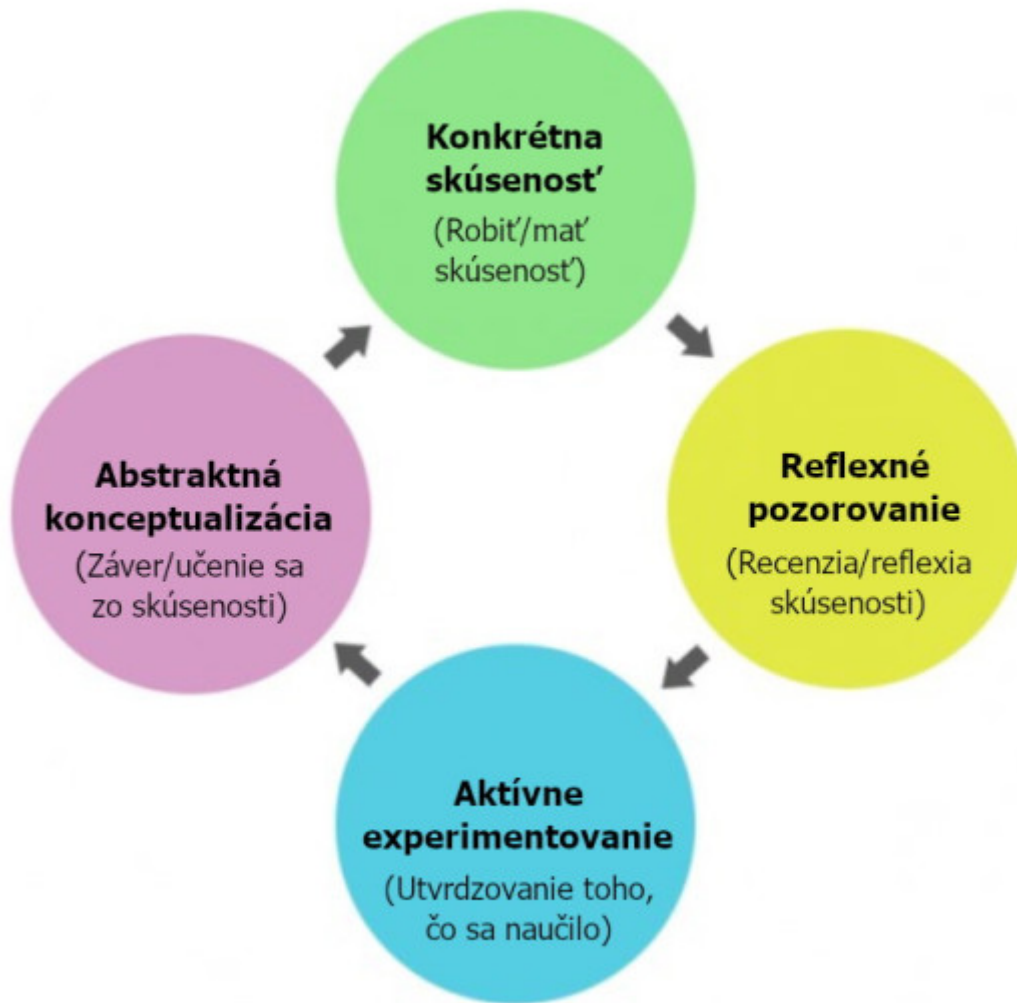 Konkrétna
skúsenosť
(Robiť/mať
skúsenosť)
Reflexné
pozorovanie
(Recenzia/reflexia
skúsenosti)
Aktívne
experimentovanie
(Utvrdzovanie toho,
čo sa naučilo)
Abstraktná
konceptualizácia
(Záver/učenie sa
zo skúsenosti)